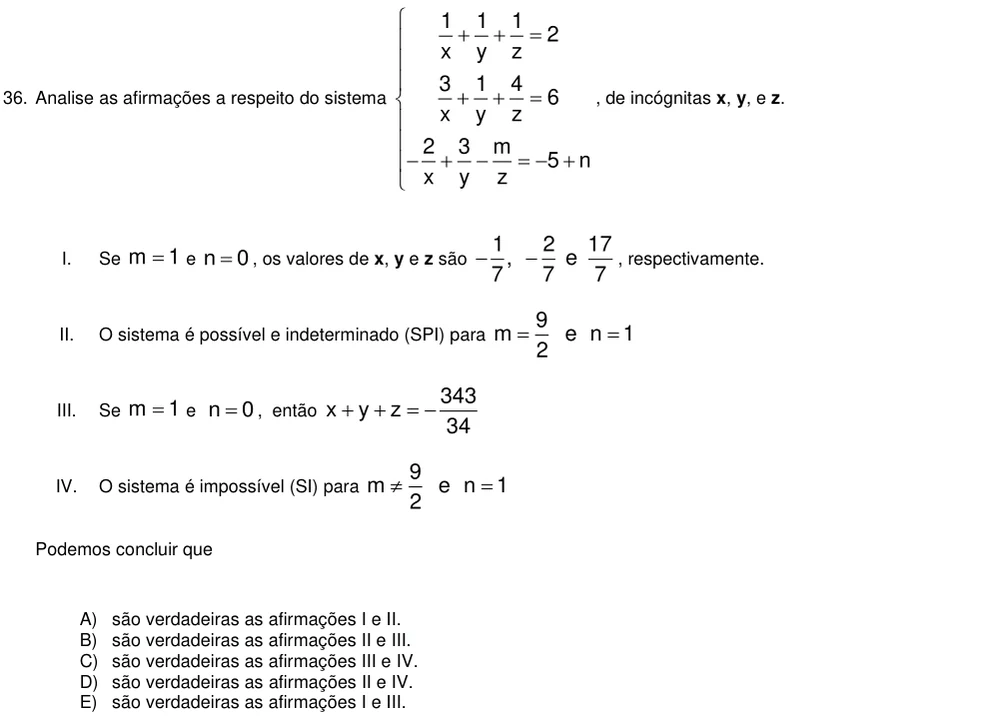 1/x + 1/y + 1/z = 2
36. Analise as afirmações a respeito do sistema { 3/x + 1/y + 4/z = 6 , de incógnitas x, y, e z.
−2/x + 3/y − m/z = −5 + n
I. Se m = 1 e n = 0, os valores de x, y e z são −1/7, −2/7 e 17/7, respectivamente.
II. O sistema é possível e indeterminado (SPI) para m = 9/2 e n = 1
III. Se m = 1 e n = 0, então x + y + z = −343/34
IV. O sistema é impossível (SI) para m ≠ 9/2 e n = 1
Podemos concluir que
A) são verdadeiras as afirmações I e II.
B) são verdadeiras as afirmações II e III.
C) são verdadeiras as afirmações III e IV.
D) são verdadeiras as afirmações II e IV.
E) são verdadeiras as afirmações I e III.